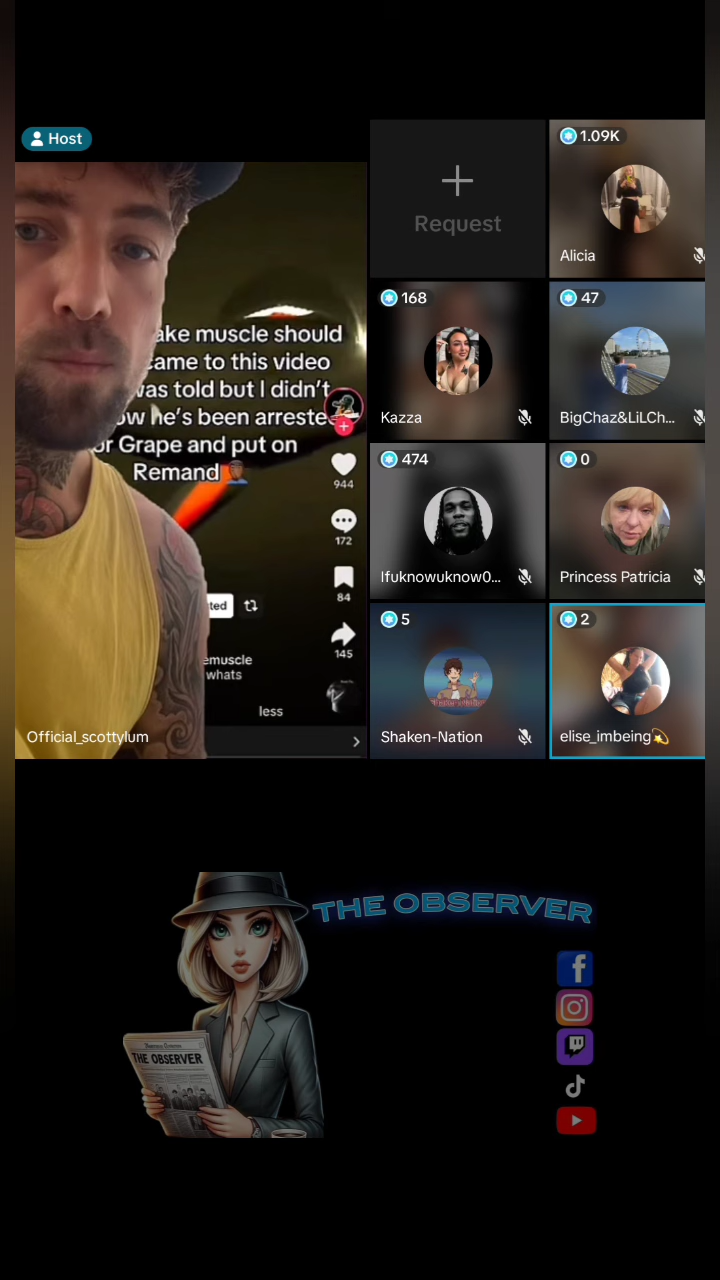 Host
ake muscle should
came to this video
was told but I didn't
ow he's been arreste
or Grape and put on
Remand
944
172
84
145
ted
emuscle
whats
less
Official_scottylum
Request
1.09K
Alicia
168
Kazza
47
BigChaz&LiLCh...
474
Ifuknowuknow0...
0
Princess Patricia
5
Shaken-Nation
2
elise_imbeing
THE OBSERVER
THE OBSERVER